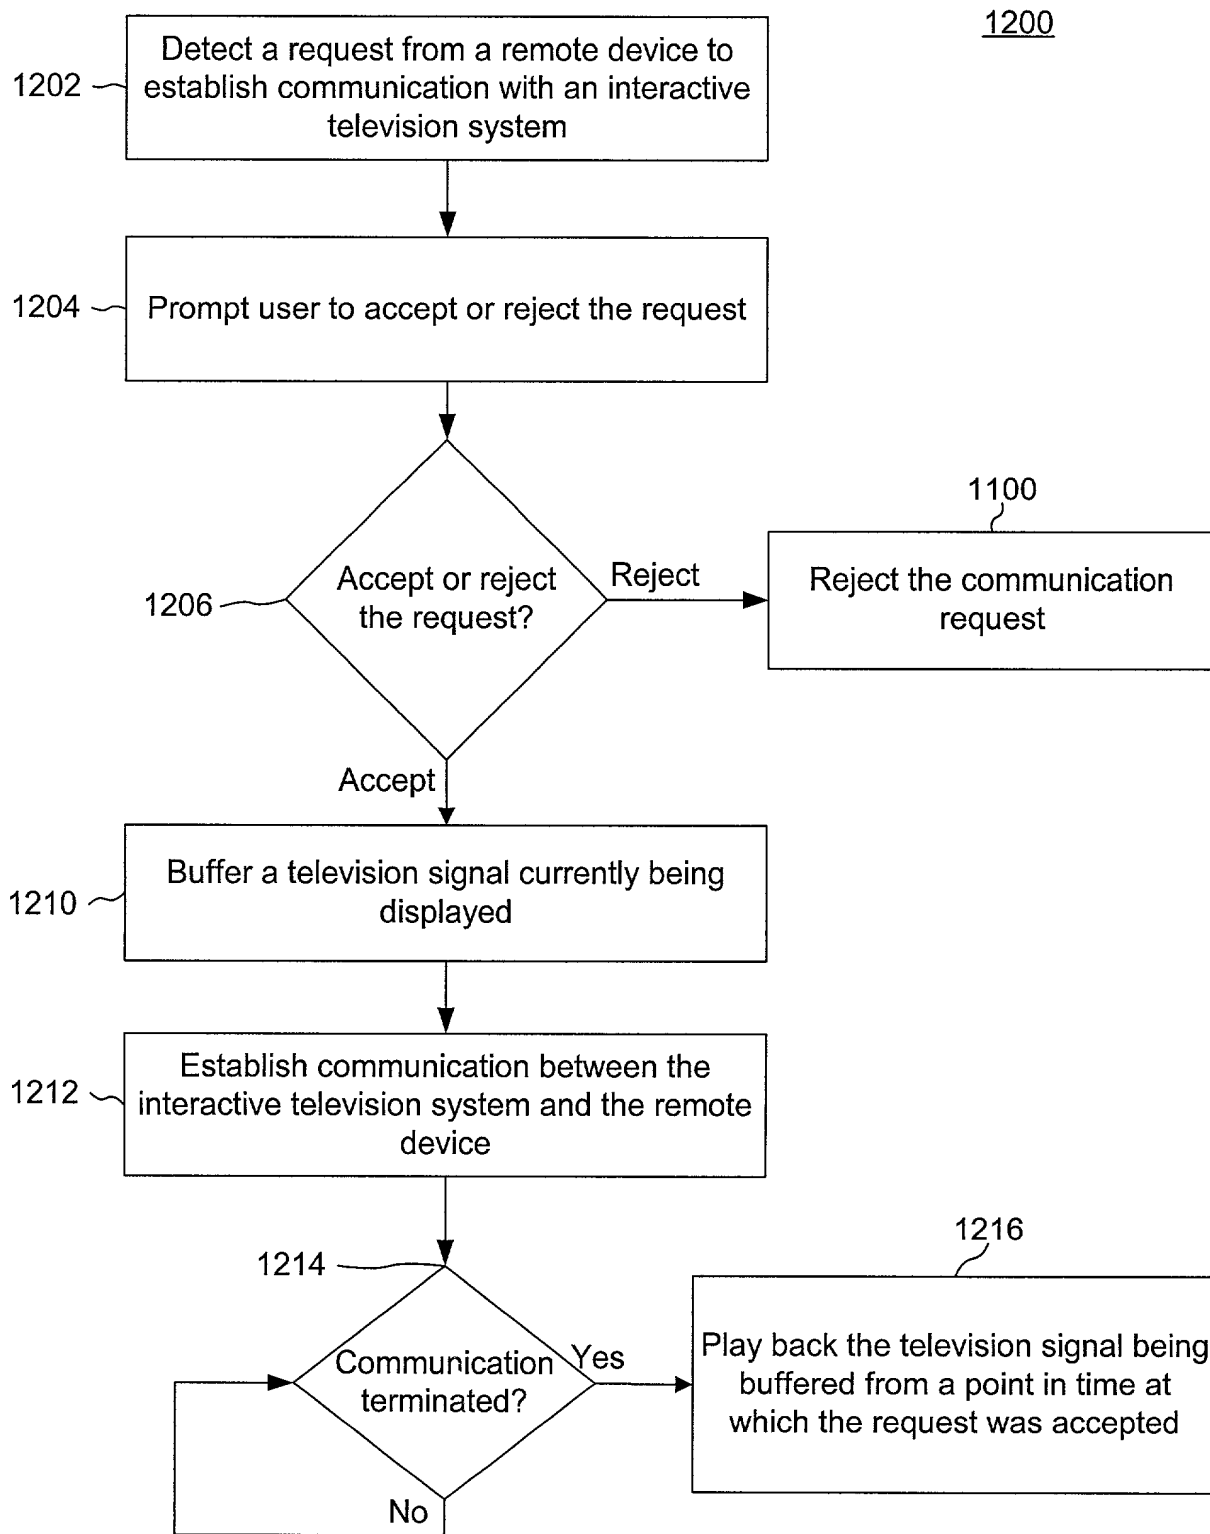 1200
Detect a request from a remote device to
establish communication with an interactive
television system
1202
Prompt user to accept or reject the request
1204
Accept or reject
the request?
1206
Reject
1100
Reject the communication
request
Accept
Buffer a television signal currently being
displayed
1210
Establish communication between the
interactive television system and the remote
device
1212
1214
Communication
terminated?
Yes
No
1216
Play back the television signal being
buffered from a point in time at
which the request was accepted